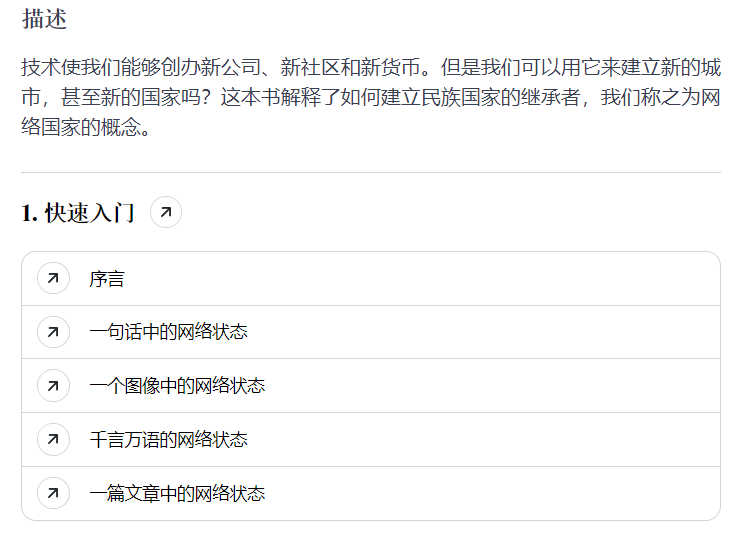 描述
技术使我们能够创办新公司、新社区和新货币。但是我们可以用它来建立新的城
市，甚至新的国家吗？这本书解释了如何建立民族国家的继承者，我们称之为网
络国家的概念。
1. 快速入门
序言
一句话中的网络状态
一个图像中的网络状态
千言万语的网络状态
一篇文章中的网络状态